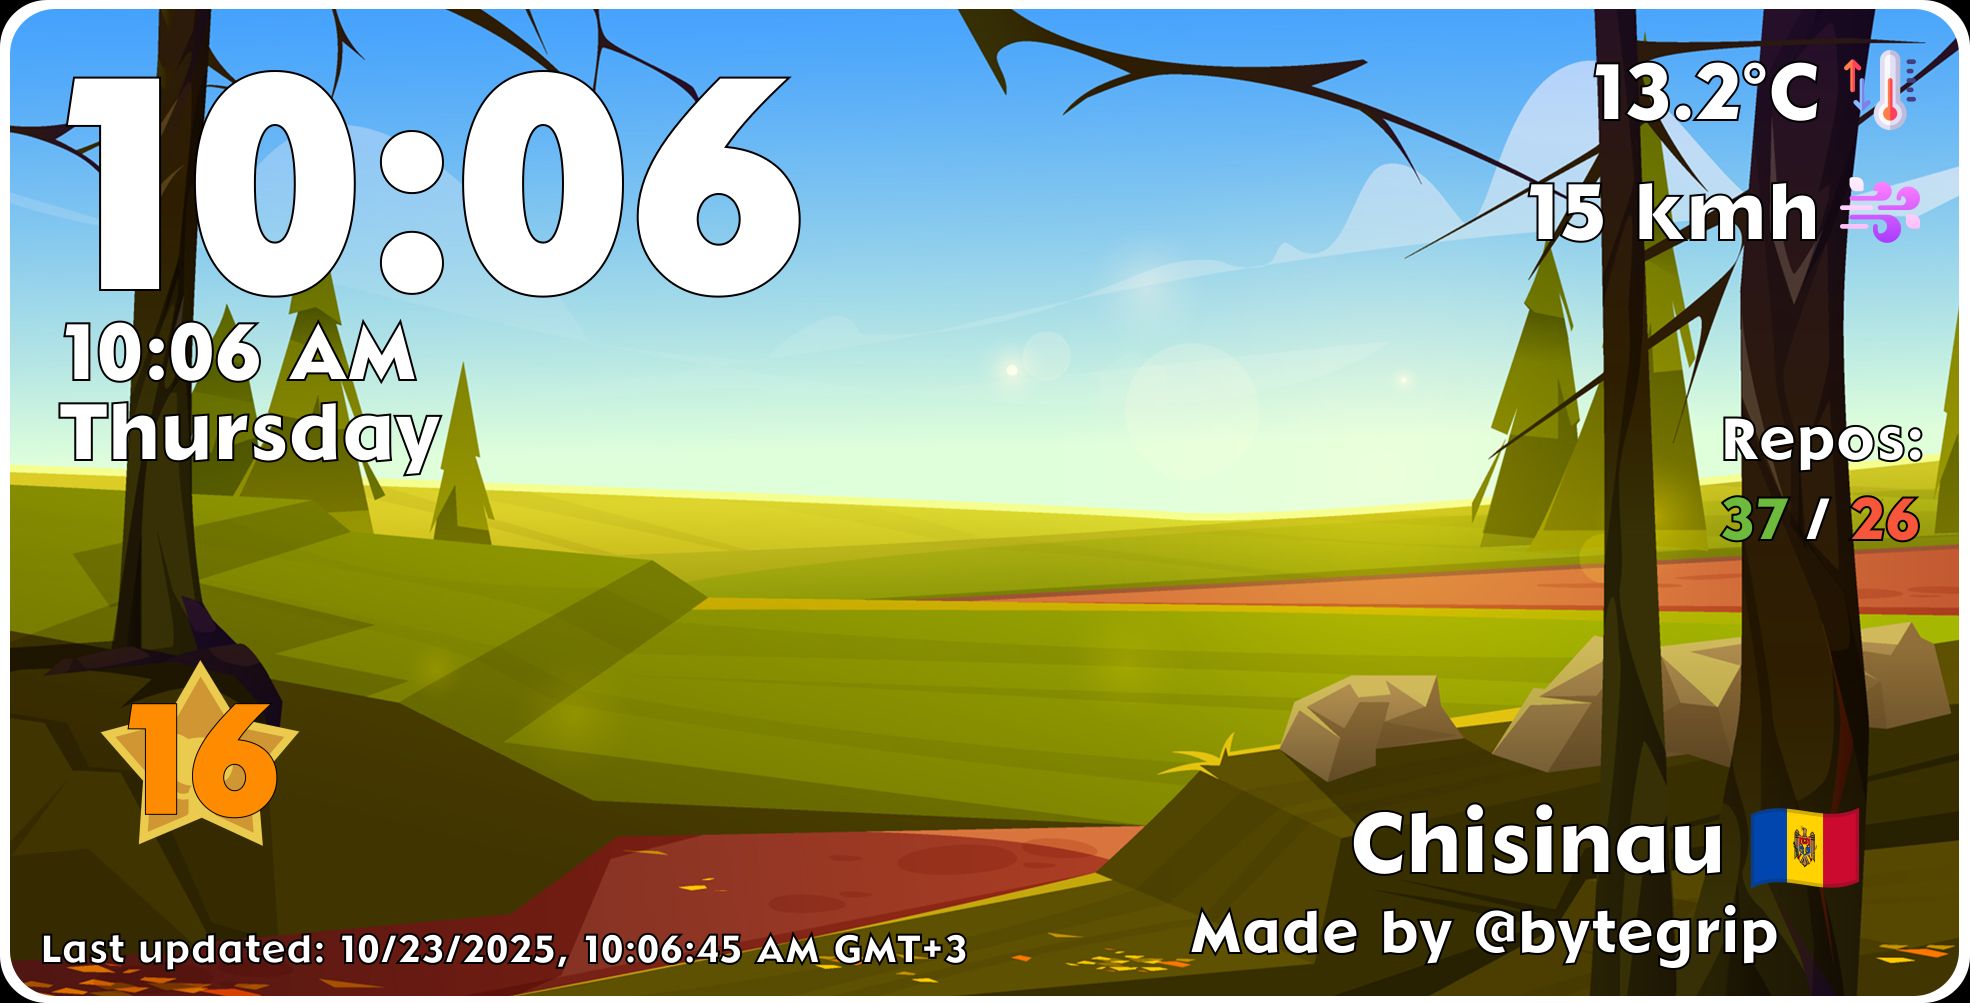 10:06
10:06 AM
Thursday
13.2°C
15 kmh
Repos:
37 / 26
16
Chisinau
Made by @bytegrip
Last updated: 10/23/2025, 10:06:45 AM GMT+3